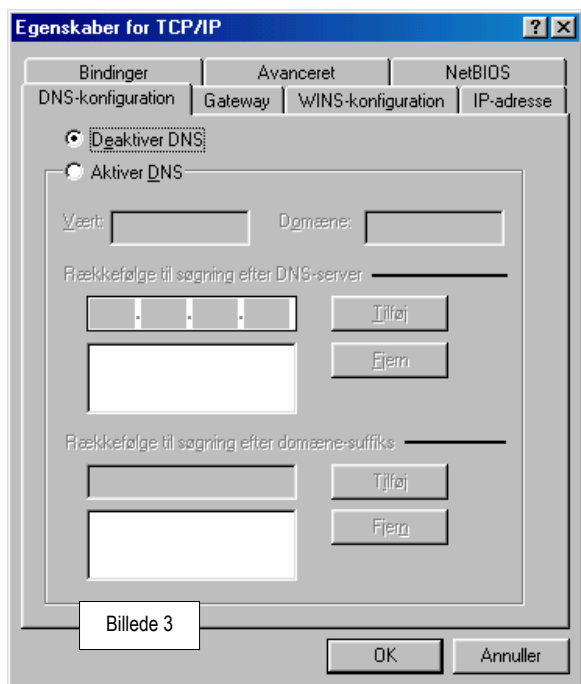 Egenskaber for TCP/IP
Bindinger Avanceret NetBIOS
DNS-konfiguration Gateway WINS-konfiguration IP-adresse
Deaktiver DNS
Aktiver DNS
Vært: Domæne:
Rækkefølge til søgning efter DNS-server
Tilføj
Fjern
Rækkefølge til søgning efter domæne-suffiks
Tilføj
Fjern
Billede 3
OK Annuller